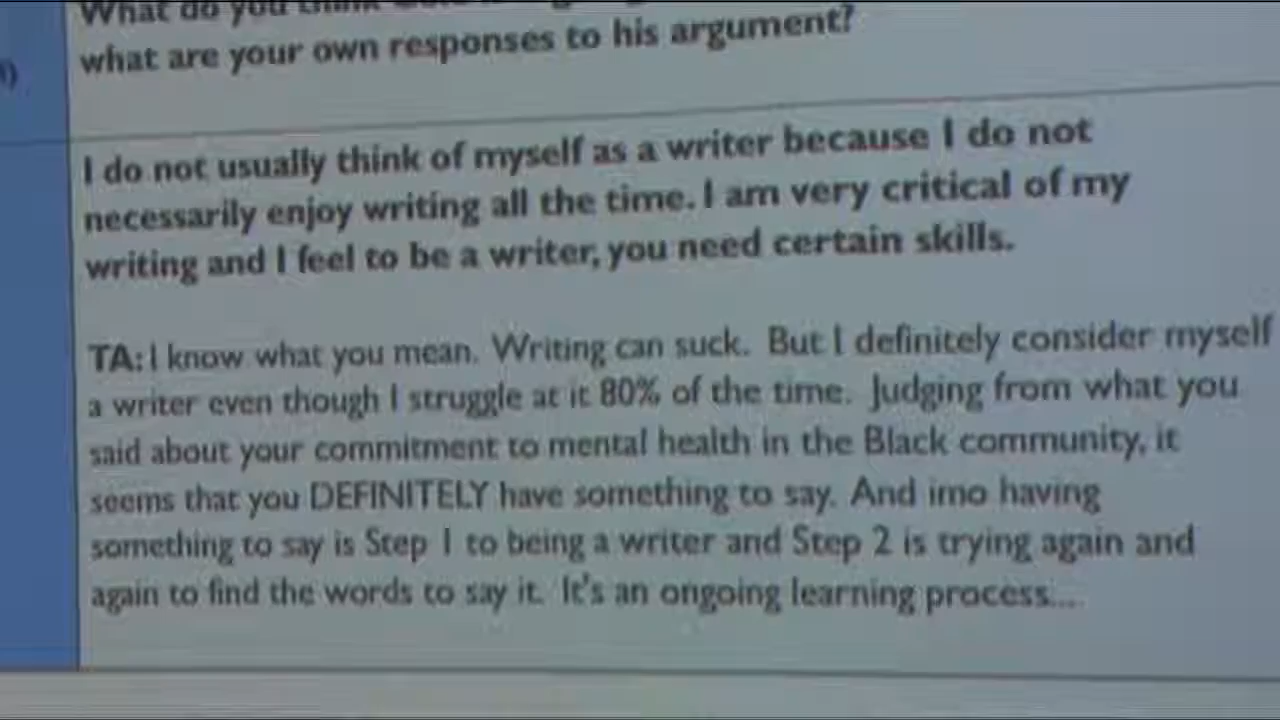 What do you think
what are your own responses to his argument?
I do not usually think of myself as a writer because I do not
necessarily enjoy writing all the time. I am very critical of my
writing and I feel to be a writer, you need certain skills.
TA: I know what you mean. Writing can suck. But I definitely consider myself
a writer even though I struggle at it 80% of the time. Judging from what you
said about your commitment to mental health in the Black community, it
seems that you DEFINITELY have something to say. And imo having
something to say is Step 1 to being a writer and Step 2 is trying again and
again to find the words to say it. It's an ongoing learning process...